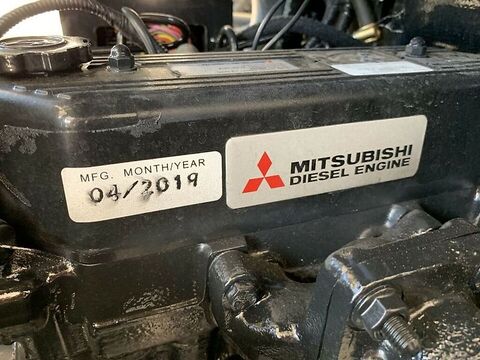 MFG. MONTH/YEAR
04/2019
MITSUBISHI
DIESEL ENGINE